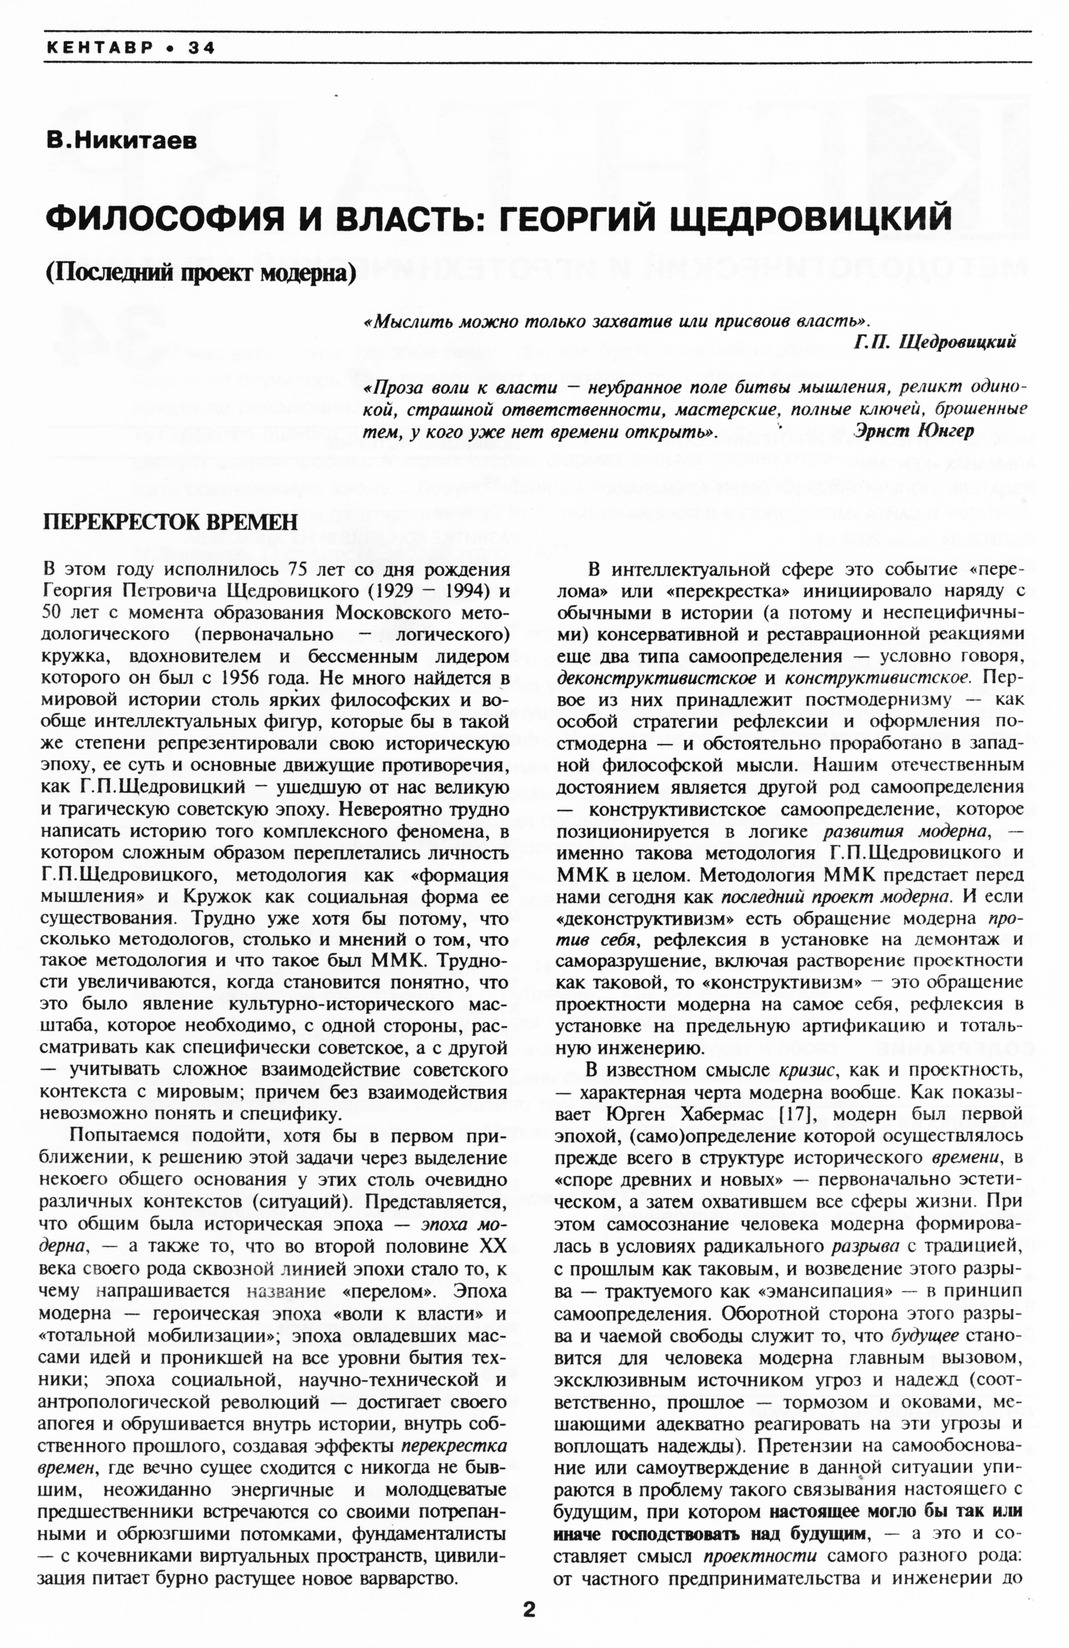 КЕНТАВР • 34
В.Никитаев
ФИЛОСОФИЯ И ВЛАСТЬ: ГЕОРГИЙ ЩЕДРОВИЦКИЙ
(Последний проект модерна)
«Мыслить можно только захватив или присвоив власть».
Г.П. Щедровицкий
«Проза воли к власти — неубранное поле битвы мышления, реликт одино-
кой, страшной ответственности, мастерские, полные ключей, брошенные
тем, у кого уже нет времени открыть». Эрнст Юнгер
ПЕРЕКРЕСТОК ВРЕМЕН
В этом году исполнилось 75 лет со дня рождения
Георгия Петровича Щедровицкого (1929 — 1994) и
50 лет с момента образования Московского мето-
дологического (первоначально — логического)
кружка, вдохновителем и бессменным лидером
которого он был с 1956 года. Не много найдется в
мировой истории столь ярких философских и во-
обще интеллектуальных фигур, которые бы в такой
же степени репрезентировали свою историческую
эпоху, ее суть и основные движущие противоречия,
как Г.П.Щедровицкий — ушедшую от нас великую
и трагическую советскую эпоху. Невероятно трудно
написать историю того комплексного феномена, в
котором сложным образом переплетались личность
Г.П.Щедровицкого, методология как «формация
мышления» и Кружок как социальная форма ее
существования. Трудно уже хотя бы потому, что
сколько методологов, столько и мнений о том, что
такое методология и что такое был ММК. Трудно-
сти увеличиваются, когда становится понятно, что
это было явление культурно-исторического мас-
штаба, которое необходимо, с одной стороны, рас-
сматривать как специфически советское, а с другой
— учитывать сложное взаимодействие советского
контекста с мировым; причем без взаимодействия
невозможно понять и специфику.
Попытаемся подойти, хотя бы в первом при-
ближении, к решению этой задачи через выделение
некоего общего основания у этих столь очевидно
различных контекстов (ситуаций). Представляется,
что общим была историческая эпоха — эпоха мо-
дерна, — а также то, что во второй половине XX
века своего рода сквозной линией эпохи стало то, к
чему напрашивается название «перелом». Эпоха
модерна — героическая эпоха «воли к власти» и
«тотальной мобилизации»; эпоха овладевших мас-
сами идей и проникшей на все уровни бытия тех-
ники; эпоха социальной, научно-технической и
антропологической революций — достигает своего
апогея и обрушивается внутрь истории, внутрь соб-
ственного прошлого, создавая эффекты перекрестка
времен, где вечно сущее сходится с никогда не быв-
шим, неожиданно энергичные и молодцеватые
предшественники встречаются со своими потрепан-
ными и обрюзгшими потомками, фундаменталисты
— с кочевниками виртуальных пространств, цивили-
зация питает бурно растущее новое варварство.
В интеллектуальной сфере это событие «пере-
лома» или «перекрестка» инициировало наряду с
обычными в истории (а потому и неспецифичны-
ми) консервативной и реставрационной реакциями
еще два типа самоопределения — условно говоря,
деконструктивистское и конструктивистское. Пер-
вое из них принадлежит постмодернизму — как
особой стратегии рефлексии и оформления по-
стмодерна — и обстоятельно проработано в запад-
ной философской мысли. Нашим отечественным
достоянием является другой род самоопределения
— конструктивистское самоопределение, которое
позиционируется в логике развития модерна, —
именно такова методология Г.П.Щедровицкого и
ММК в целом. Методология ММК предстает перед
нами сегодня как последний проект модерна. И если
«деконструктивизм» есть обращение модерна про-
тив себя, рефлексия в установке на демонтаж и
саморазрушение, включая растворение проектности
как таковой, то «конструктивизм» — это обращение
проектности модерна на самое себя, рефлексия в
установке на предельную артификацию и тоталь-
ную инженерию.
В известном смысле кризис, как и проектность,
— характерная черта модерна вообще. Как показы-
вает Юрген Хабермас [17], модерн был первой
эпохой, (само)определение которой осуществлялось
прежде всего в структуре исторического времени, в
«споре древних и новых» — первоначально эстети-
ческом, а затем охватившем все сферы жизни. При
этом самосознание человека модерна формирова-
лась в условиях радикального разрыва с традицией,
с прошлым как таковым, и возведение этого разры-
ва — трактуемого как «эмансипация» — в принцип
самоопределения. Оборотной сторона этого разры-
ва и чаемой свободы служит то, что будущее стано-
вится для человека модерна главным вызовом,
эксклюзивным источником угроз и надежд (соот-
ветственно, прошлое — тормозом и оковами, ме-
шающими адекватно реагировать на эти угрозы и
воплощать надежды). Претензии на самообоснова-
ние или самоутверждение в данной ситуации упи-
раются в проблему такого связывания настоящего с
будущим, при котором настоящее могло бы так или
иначе господствовать над будущим, — а это и со-
ставляет смысл проектности самого разного рода:
от частного предпринимательства и инженерии до
2